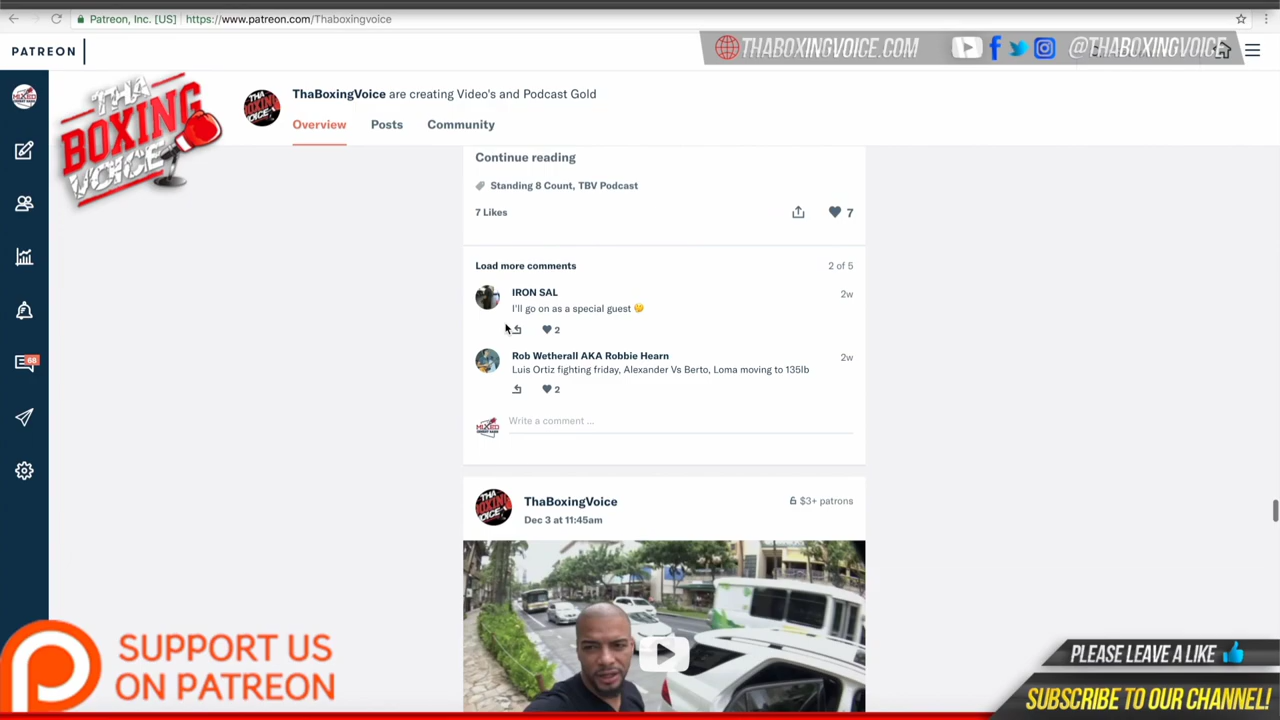 Patreon, Inc. [US] https://www.patreon.com/Thaboxingvoice
PATREON
THABOXINGVOICE.COM
@THABOXINGVOICE
THA BOXING VOICE
ThaBoxingVoice are creating Video's and Podcast Gold
Overview Posts Community
Continue reading
Standing 8 Count, TBV Podcast
7 Likes
7
Load more comments
2 of 5
IRON SAL
2w
I'll go on as a special guest 🤔
2
Rob Wetherall AKA Robbie Hearn
2w
Luis Ortiz fighting friday, Alexander Vs Berto, Loma moving to 135lb
2
Write a comment ...
68
ThaBoxingVoice
$3+ patrons
Dec 3 at 11:45am
SUPPORT US
ON PATREON
PLEASE LEAVE A LIKE
SUBSCRIBE TO OUR CHANNEL!